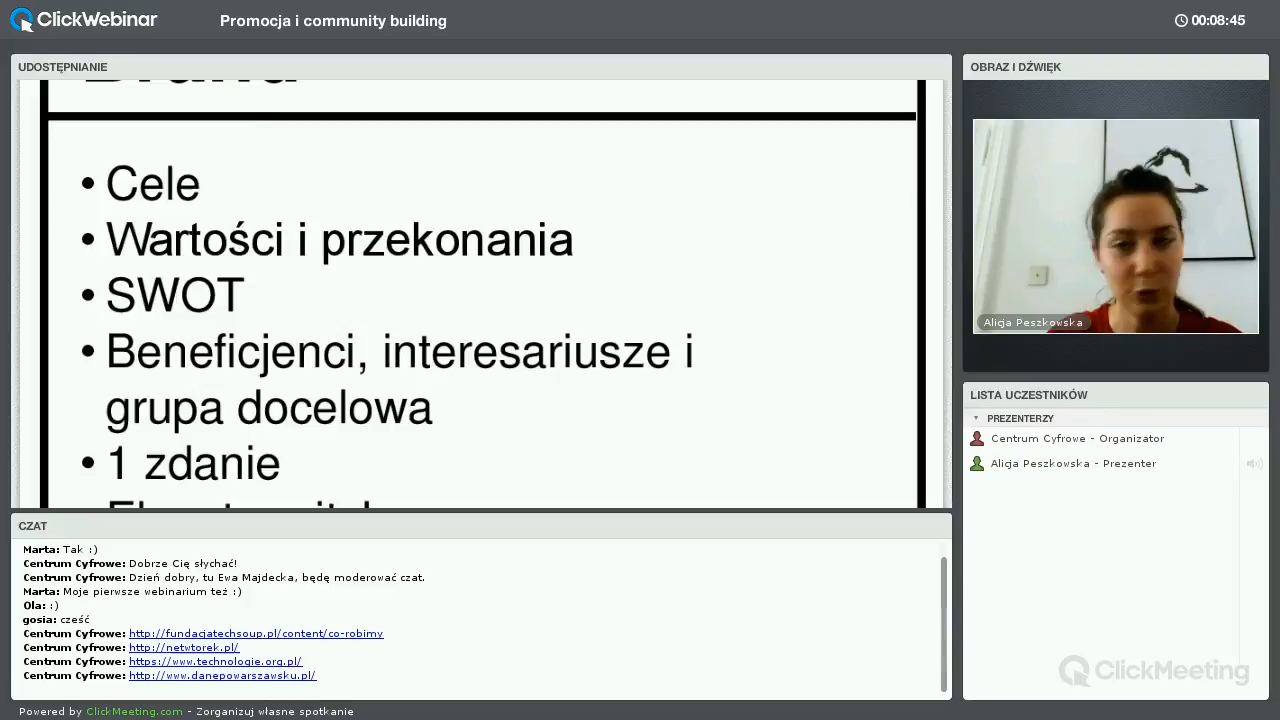 ClickWebinar
Promocja i community building
00:08:45
UDOSTĘPNIANIE
• Cele
• Wartości i przekonania
• SWOT
• Beneficjenci, interesariusze i
grupa docelowa
• 1 zdanie
OBRAZ I DŹWIĘK
Alicja Peszkowska
LISTA UCZESTNIKÓW
PREZENTERZY
Centrum Cyfrowe - Organizator
Alicja Peszkowska - Prezenter
CZAT
Marta: Tak :)
Centrum Cyfrowe: Dobrze Cię słychać!
Centrum Cyfrowe: Dzień dobry, tu Ewa Majdecka, będę moderować czat.
Marta: Moje pierwsze webinarium też :)
Ola: :)
gosia: cześć
Centrum Cyfrowe: http://fundacjatechsoup.pl/content/co-robimy
Centrum Cyfrowe: http://netwtorek.pl/
Centrum Cyfrowe: https://www.technologie.org.pl/
Centrum Cyfrowe: http://www.danepowarszawsku.pl/
ClickMeeting
Powered by ClickMeeting.com - Zorganizuj własne spotkanie